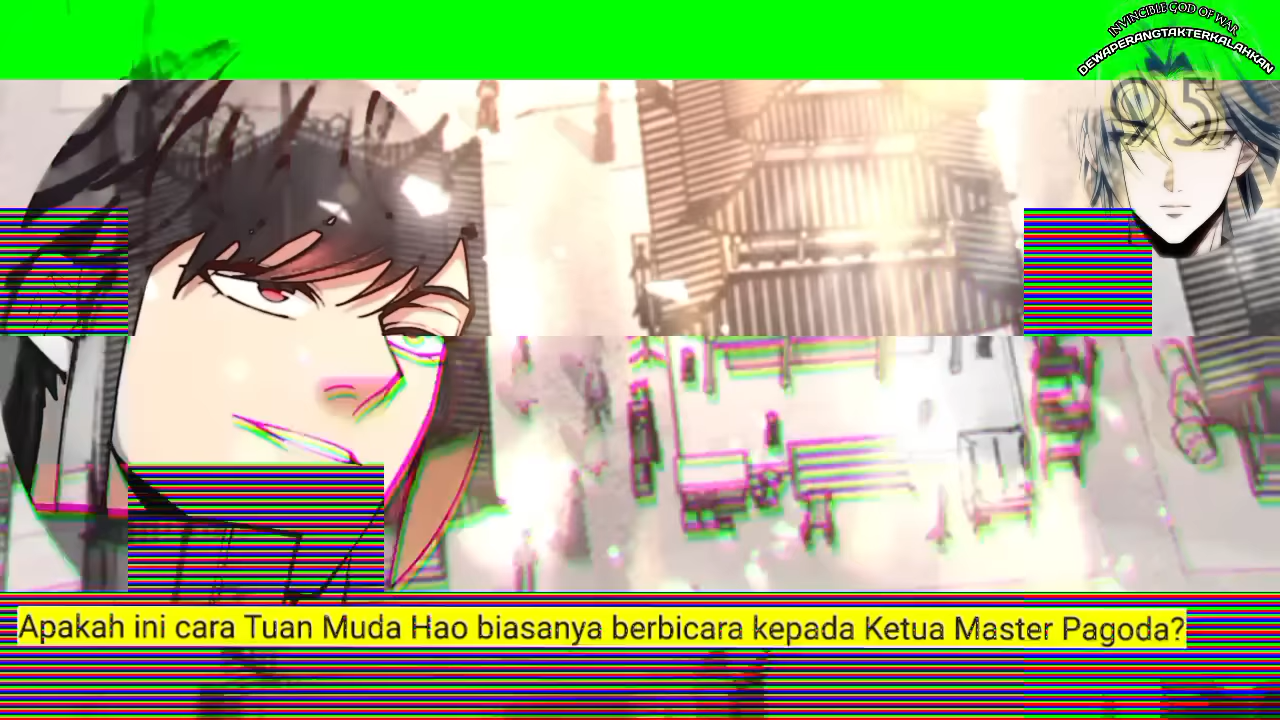 INVINCIBLE GOD OF WAR
DEWAPERANGTAKTERKALAHKAN
95
Apakah ini cara Tuan Muda Hao biasanya berbicara kepada Ketua Master Pagoda?